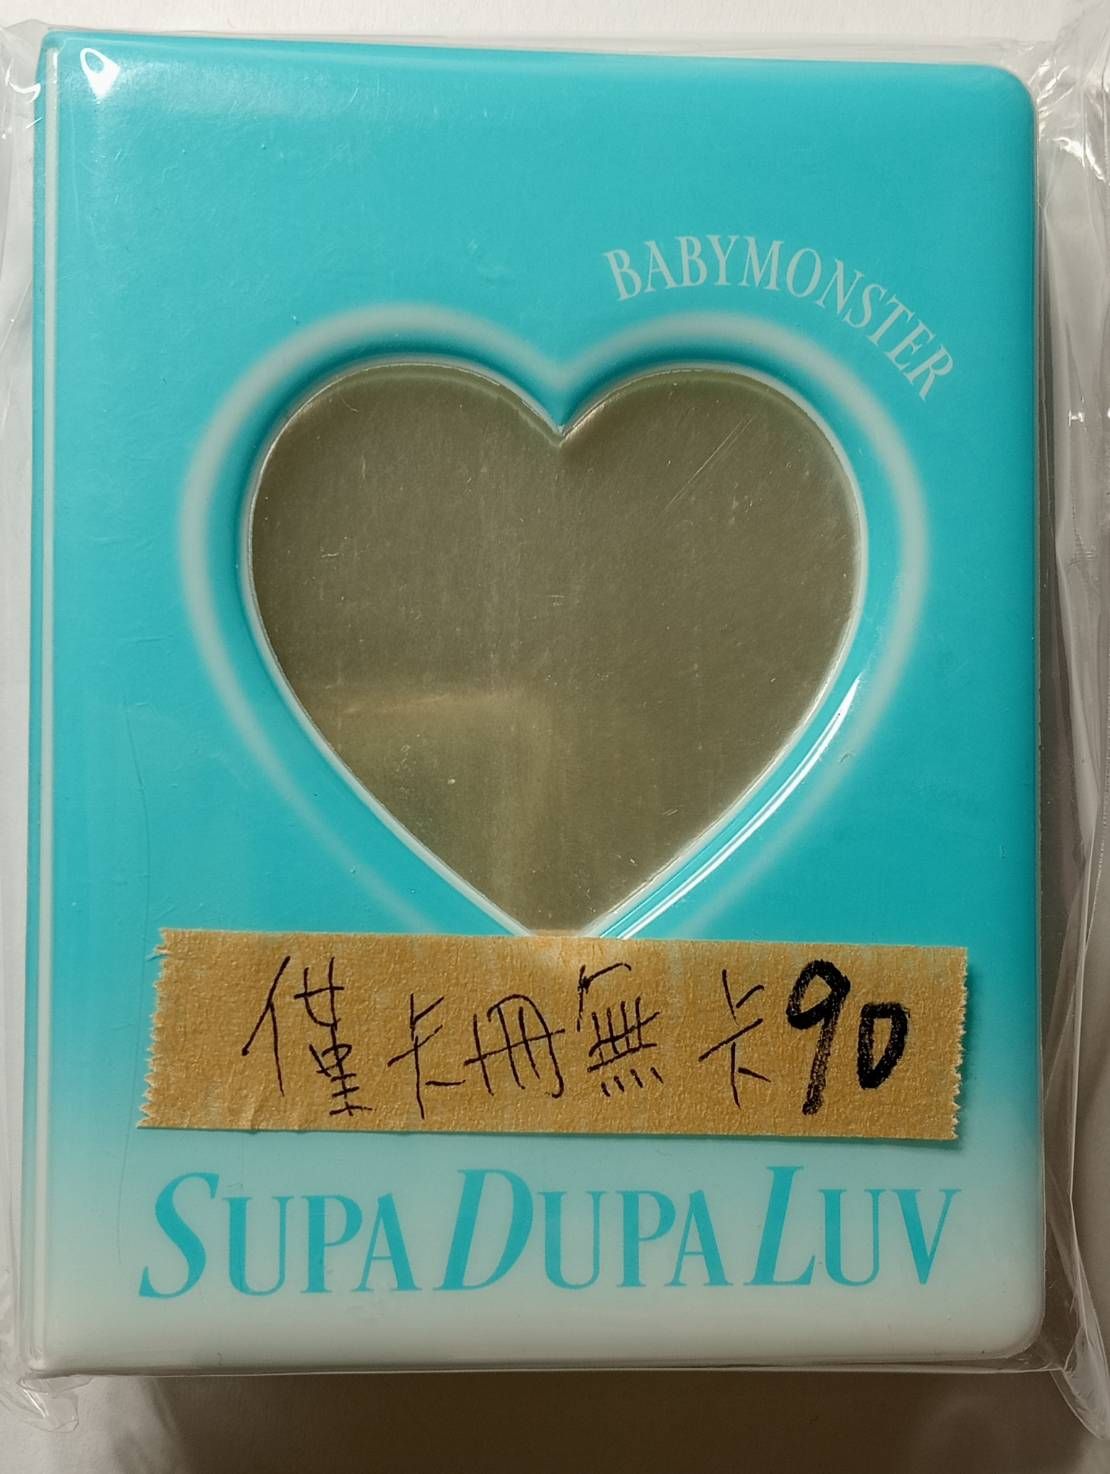 BABYMONSTER
僅卡冊無卡90
SUPA DUPA LUV